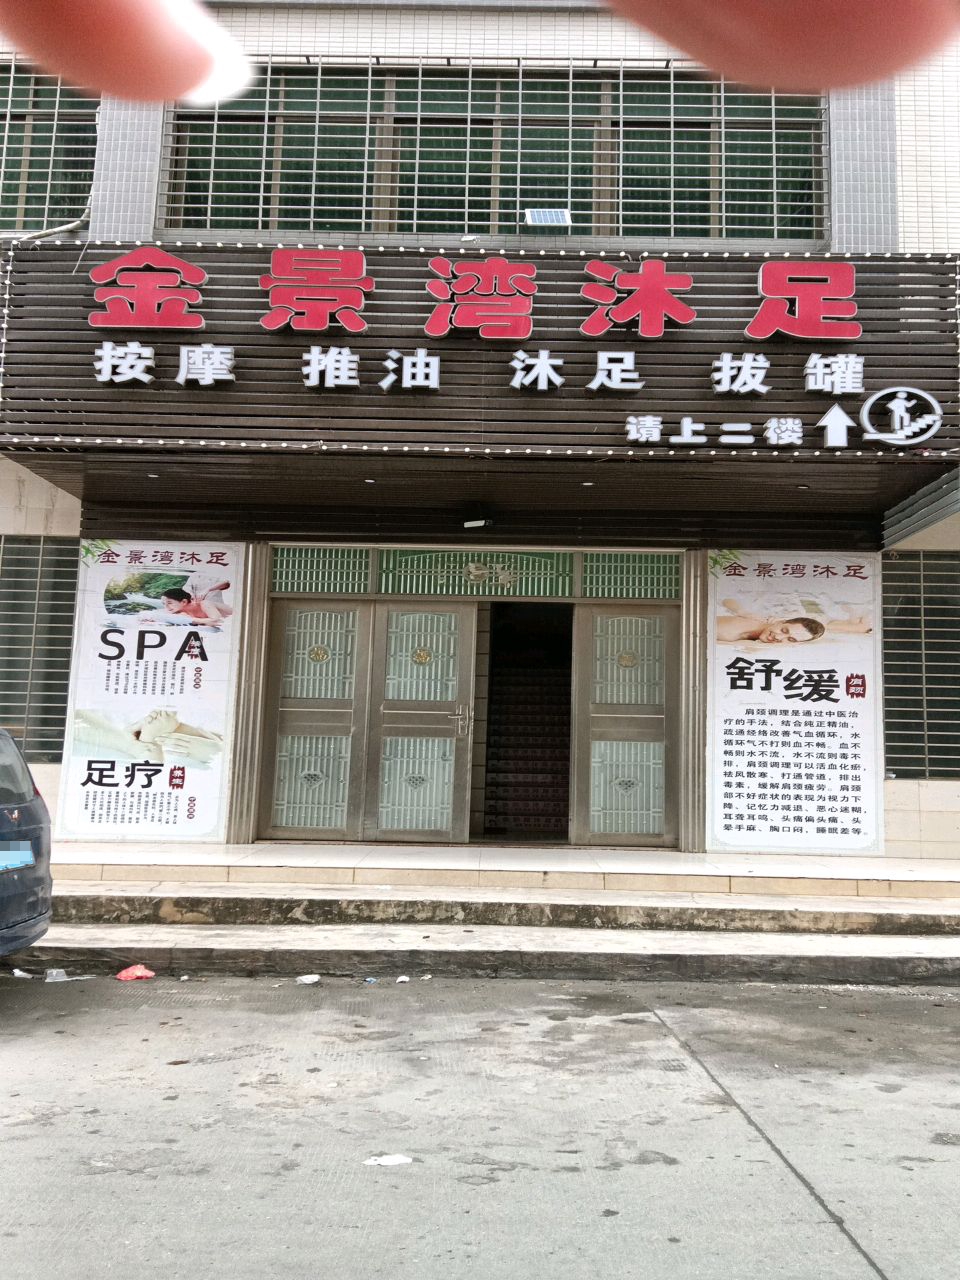 金景湾沐足
按摩 推油 沐足 拔罐
请上二楼
金景湾沐足
SPA
足疗
养生
金景湾沐足
舒缓
肩颈
肩颈调理是通过中医治
疗的手法，结合纯正精油，
疏通经络改善气血循环，水
循环气不打则血不畅。血不
畅则水不流，水不流则毒不
排，肩颈调理可以活血化瘀，
祛风散寒、打通管道，排出
毒素，缓解肩颈疲劳。肩颈
部不好症状的表现为视力下
降、记忆力减退、恶心迷糊，
耳聋耳鸣、头痛偏头痛、头
晕手麻、胸口闷，睡眠差等。